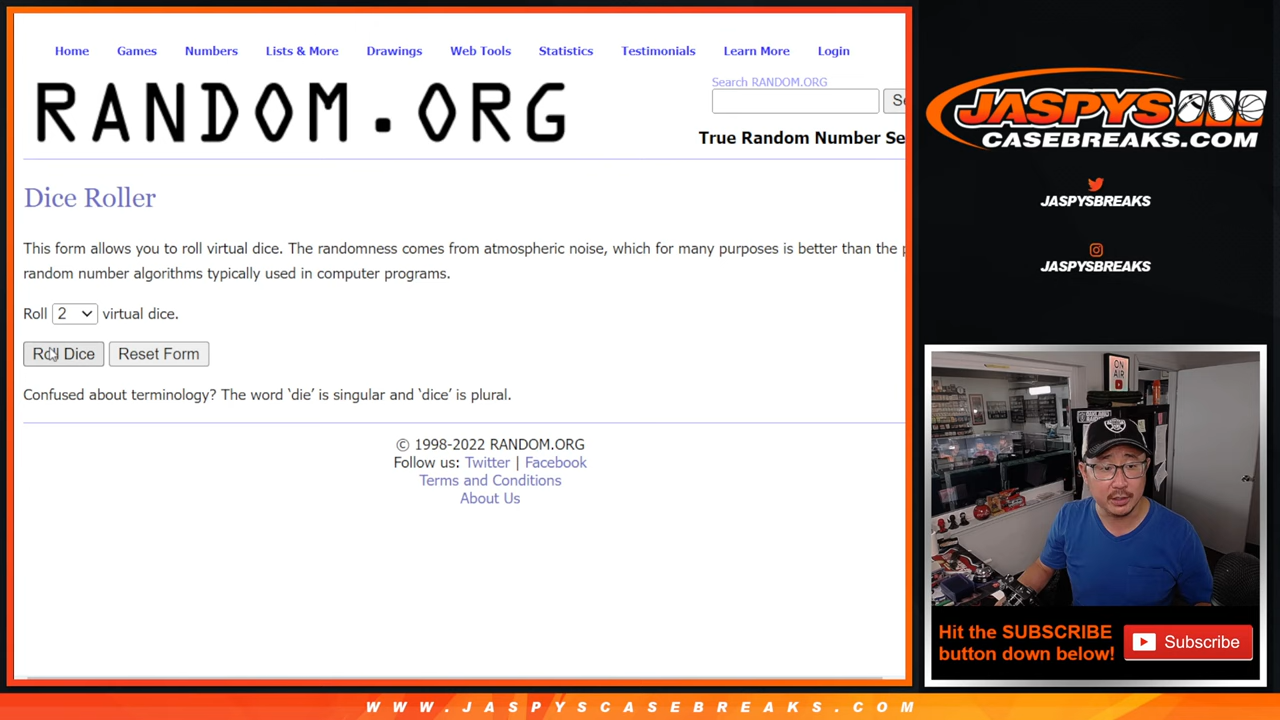 Home Games Numbers Lists & More Drawings Web Tools Statistics Testimonials Learn More Login
RANDOM.ORG
Search RANDOM.ORG
True Random Number Se
Dice Roller
This form allows you to roll virtual dice. The randomness comes from atmospheric noise, which for many purposes is better than the p
random number algorithms typically used in computer programs.
Roll 2 virtual dice.
Roll Dice Reset Form
Confused about terminology? The word ‘die’ is singular and ‘dice’ is plural.
© 1998-2022 RANDOM.ORG
Follow us: Twitter | Facebook
Terms and Conditions
About Us
JASPYS
CASEBREAKS.COM
JASPYSBREAKS
JASPYSBREAKS
ON AIR
Hit the SUBSCRIBE
button down below!
Subscribe
WWW.JASPYSCASEBREAKS.COM